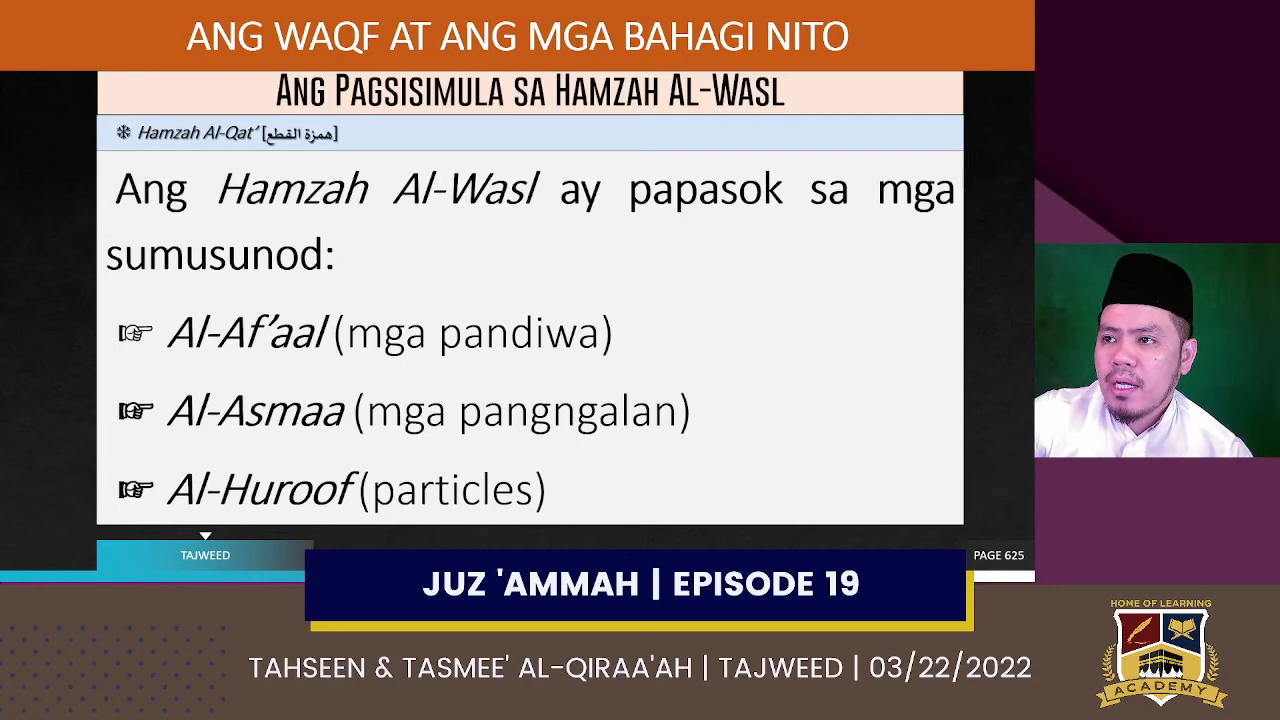 ANG WAQF AT ANG MGA BAHAGI NITO
ANG PAGSISIMULA SA HAMZAH AL-WASL
❄ Hamzah Al-Qat’ [همزة القطع]
Ang Hamzah Al-Wasl ay papasok sa mga
sumusunod:
☞ Al-Af’aal (mga pandiwa)
☞ Al-Asmaa (mga pangngalan)
☞ Al-Huroof (particles)
TAJWEED
PAGE 625
JUZ 'AMMAH | EPISODE 19
TAHSEEN & TASMEE' AL-QIRAA'AH | TAJWEED | 03/22/2022
HOME OF LEARNING
ACADEMY